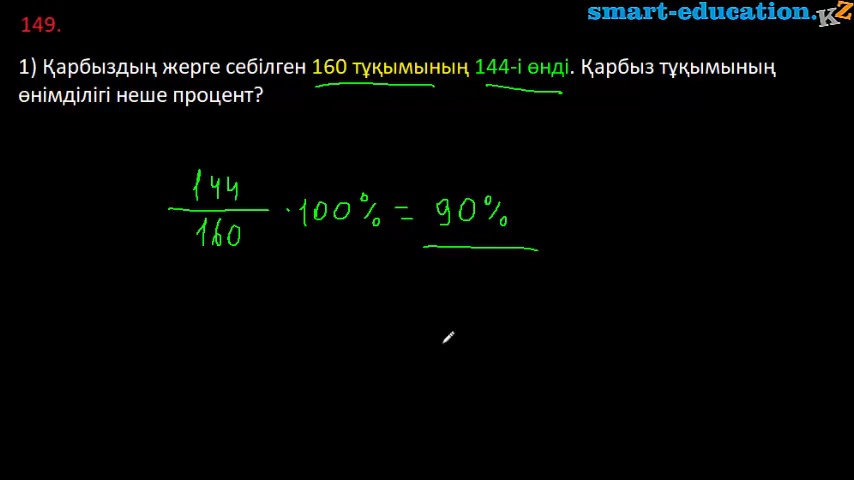 smart-education.KZ
149.
1) Қарбыздың жерге себілген 160 тұқымының 144-і өнді. Қарбыз тұқымының
өнімділігі неше процент?
144
160
· 100% = 90%